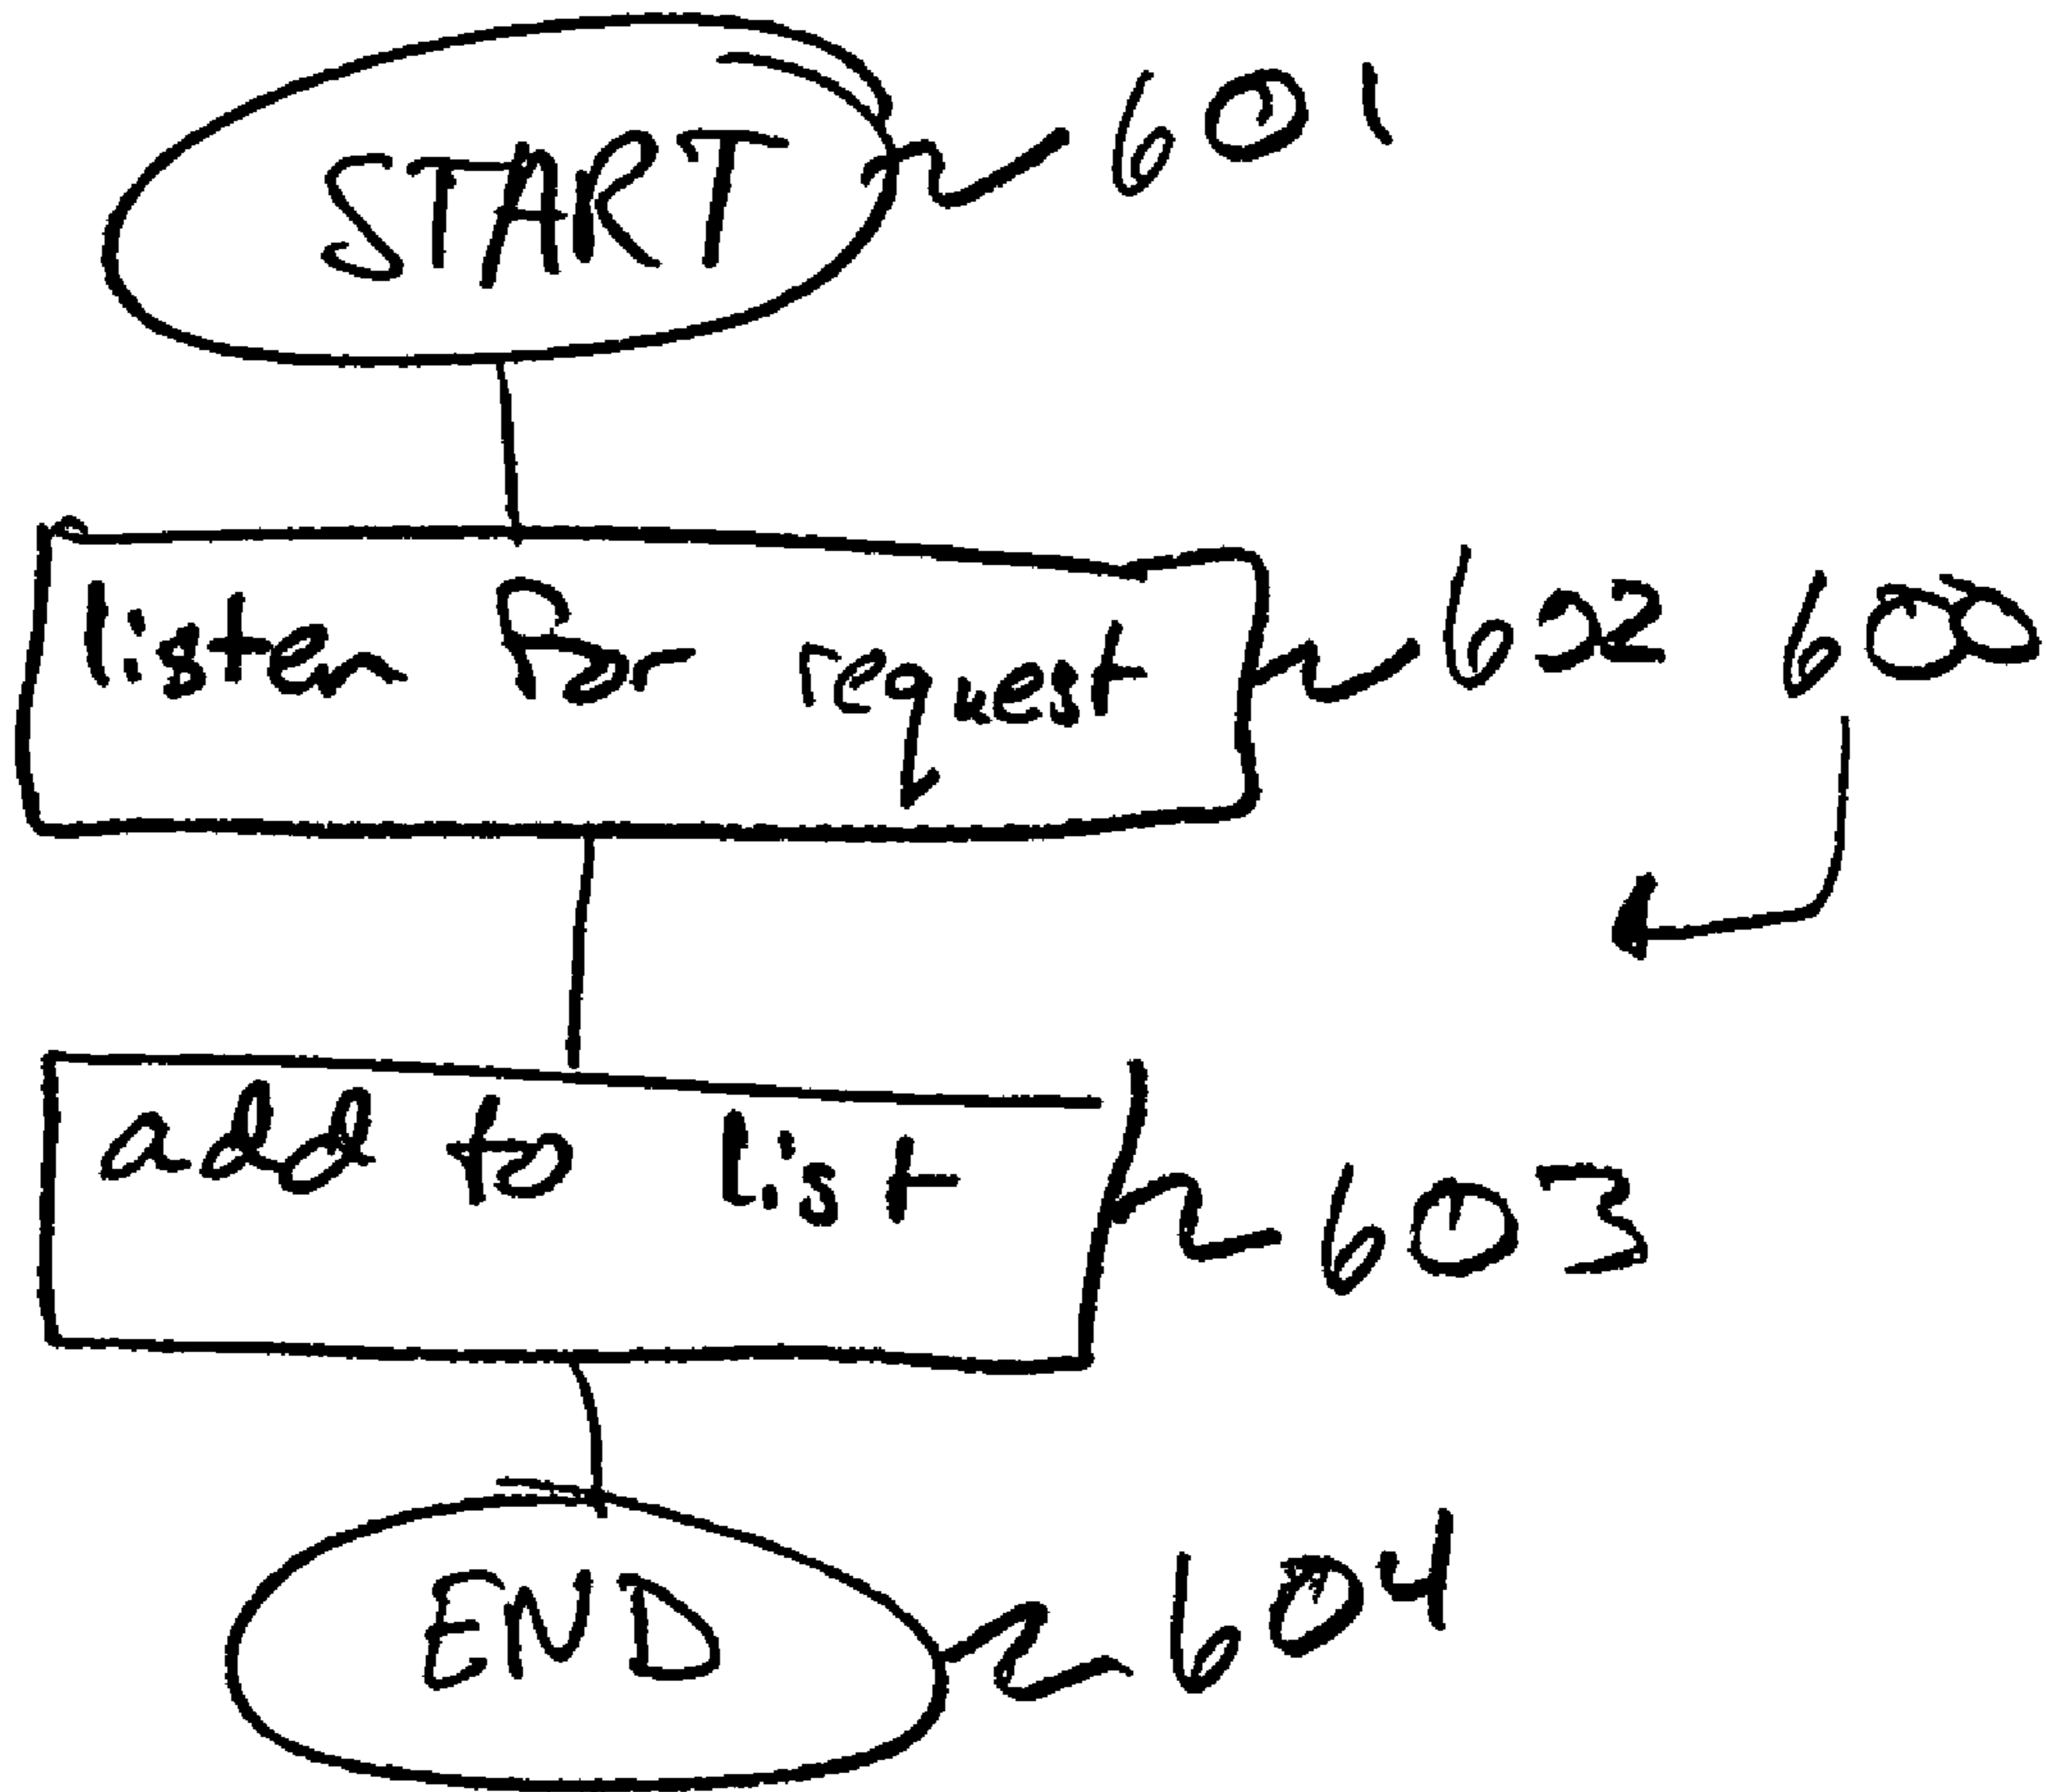 START 601
listen for request 602 600
add to list 603
END 604